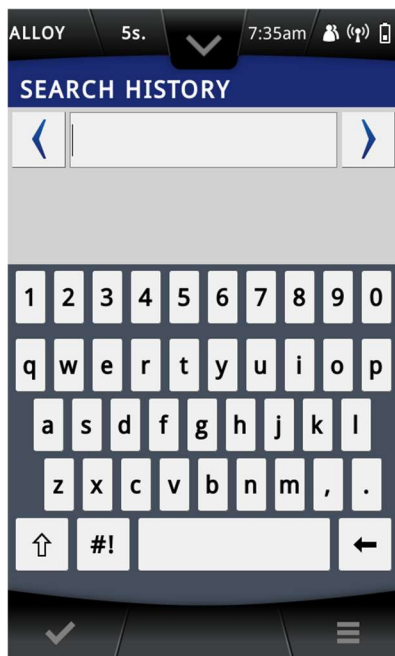 ALLOY 5s. 7:35am
SEARCH HISTORY
1 2 3 4 5 6 7 8 9 0
q w e r t y u i o p
a s d f g h j k l
z x c v b n m , .
#!